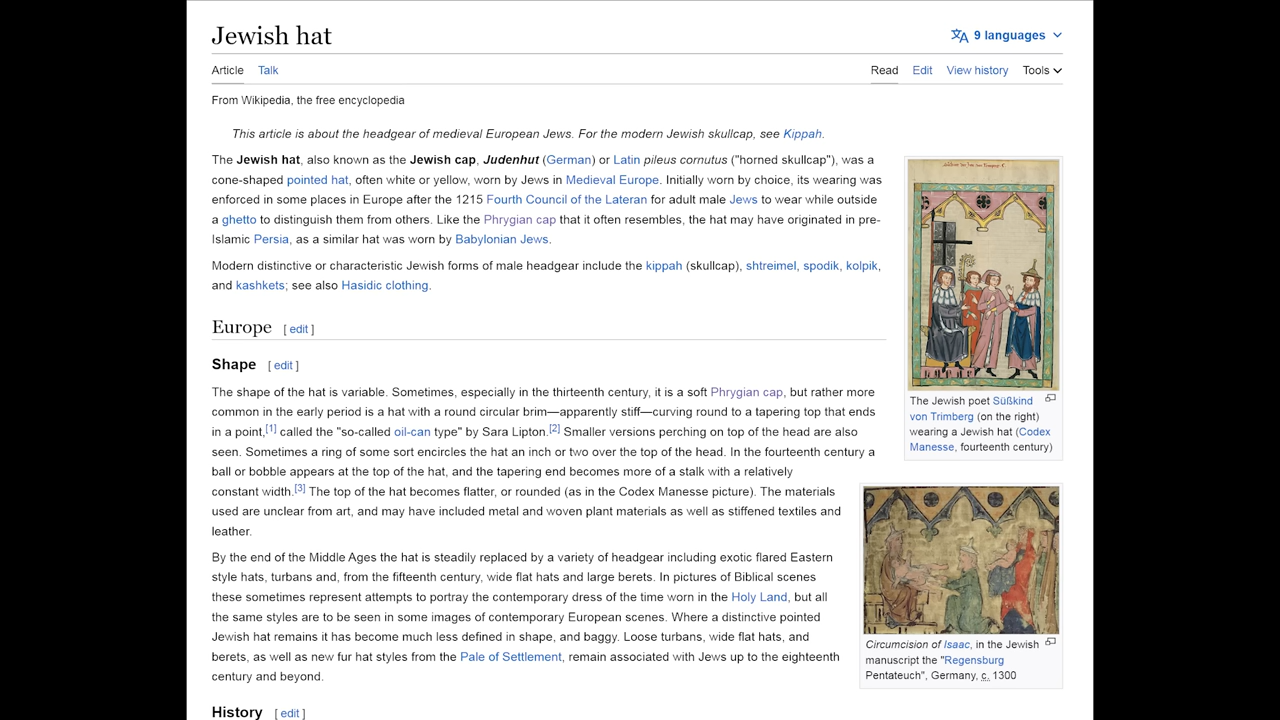 Jewish hat
9 languages
Article Talk
Read Edit View history Tools
From Wikipedia, the free encyclopedia
This article is about the headgear of medieval European Jews. For the modern Jewish skullcap, see Kippah.
The Jewish hat, also known as the Jewish cap, Judenhut (German) or Latin pileus cornutus ("horned skullcap"), was a
cone-shaped pointed hat, often white or yellow, worn by Jews in Medieval Europe. Initially worn by choice, its wearing was
enforced in some places in Europe after the 1215 Fourth Council of the Lateran for adult male Jews to wear while outside
a ghetto to distinguish them from others. Like the Phrygian cap that it often resembles, the hat may have originated in pre-
Islamic Persia, as a similar hat was worn by Babylonian Jews.
Modern distinctive or characteristic Jewish forms of male headgear include the kippah (skullcap), shtreimel, spodik, kolpik,
and kashkets; see also Hasidic clothing.
Europe [ edit ]
Shape [ edit ]
The shape of the hat is variable. Sometimes, especially in the thirteenth century, it is a soft Phrygian cap, but rather more
common in the early period is a hat with a round circular brim—apparently stiff—curving round to a tapering top that ends
in a point,[1] called the "so-called oil-can type" by Sara Lipton.[2] Smaller versions perching on top of the head are also
seen. Sometimes a ring of some sort encircles the hat an inch or two over the top of the head. In the fourteenth century a
ball or bobble appears at the top of the hat, and the tapering end becomes more of a stalk with a relatively
constant width.[3] The top of the hat becomes flatter, or rounded (as in the Codex Manesse picture). The materials
used are unclear from art, and may have included metal and woven plant materials as well as stiffened textiles and
leather.
By the end of the Middle Ages the hat is steadily replaced by a variety of headgear including exotic flared Eastern
style hats, turbans and, from the fifteenth century, wide flat hats and large berets. In pictures of Biblical scenes
these sometimes represent attempts to portray the contemporary dress of the time worn in the Holy Land, but all
the same styles are to be seen in some images of contemporary European scenes. Where a distinctive pointed
Jewish hat remains it has become much less defined in shape, and baggy. Loose turbans, wide flat hats, and
berets, as well as new fur hat styles from the Pale of Settlement, remain associated with Jews up to the eighteenth
century and beyond.
History [ edit ]
The Jewish poet Süßkind
von Trimberg (on the right)
wearing a Jewish hat (Codex
Manesse, fourteenth century)
Circumcision of Isaac, in the Jewish
manuscript the "Regensburg
Pentateuch", Germany, c. 1300